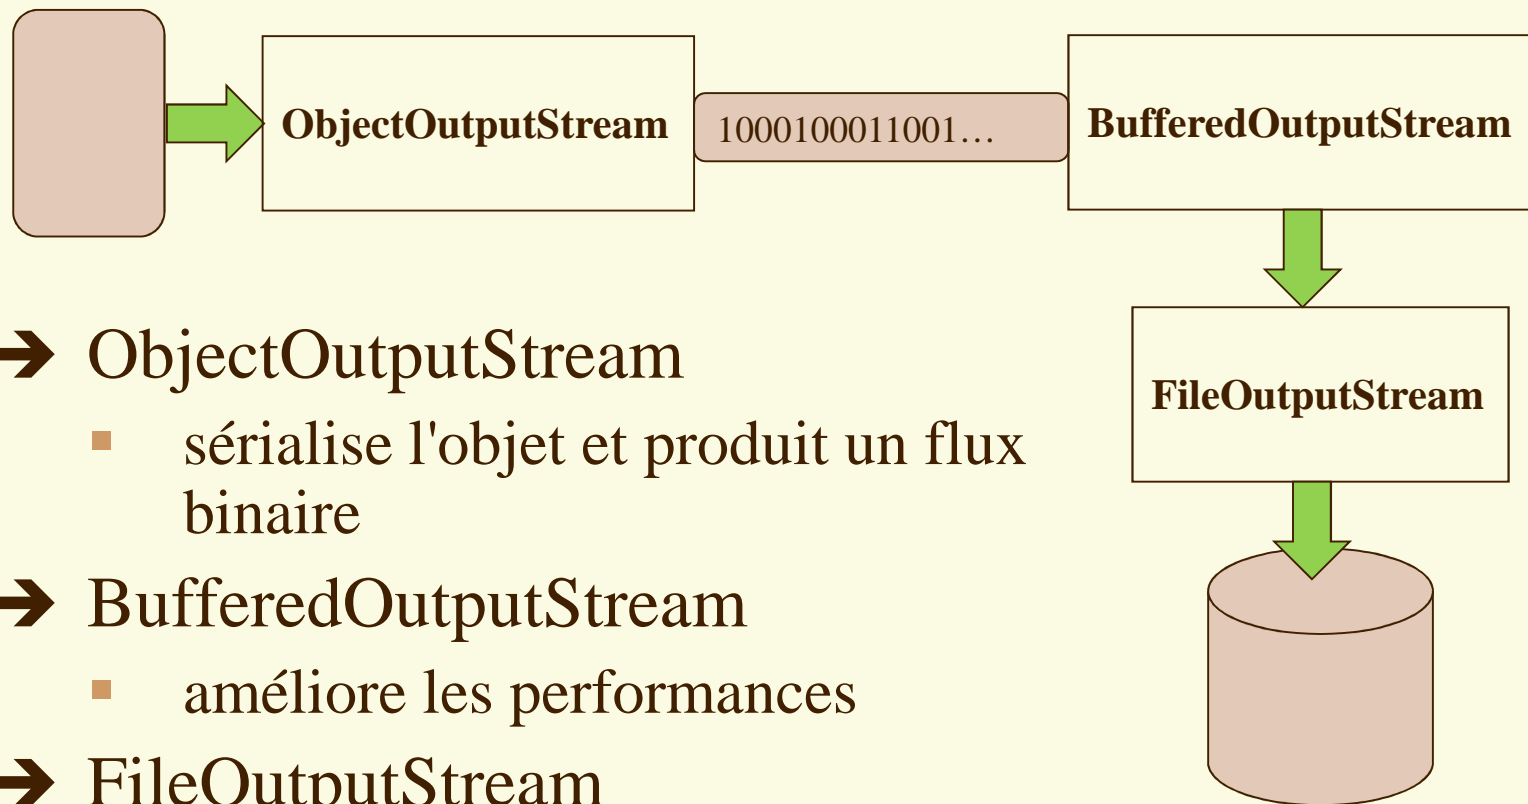 ObjectOutputStream
1000100011001…
BufferedOutputStream
FileOutputStream
ObjectOutputStream
sérialise l'objet et produit un flux
binaire
BufferedOutputStream
améliore les performances
FileOutputStream